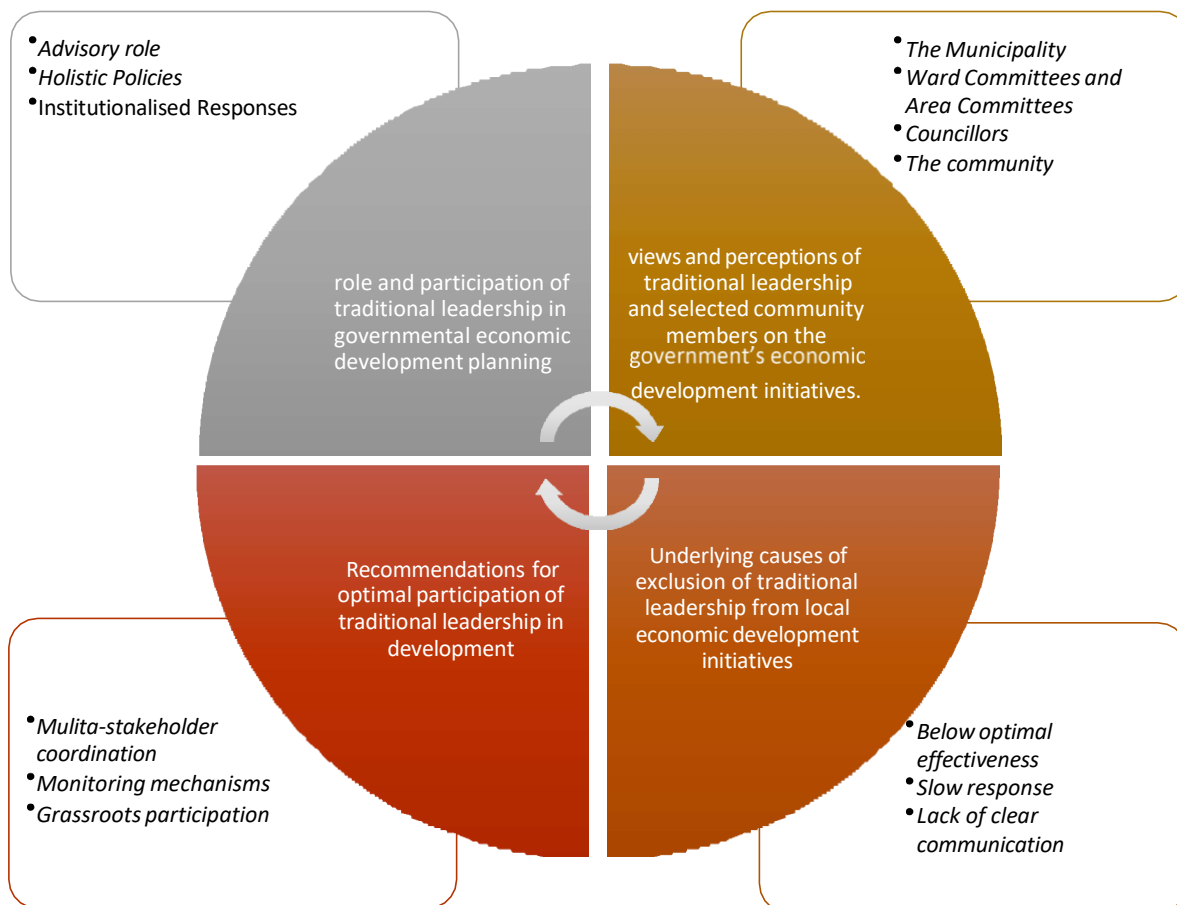 • Advisory role
• Holistic Policies
• Institutionalised Responses
• The Municipality
• Ward Committees and
Area Committees
• Councillors
• The community
role and participation of
traditional leadership in
governmental economic
development planning
views and perceptions of
traditional leadership
and selected community
members on the
government's economic
development initiatives.
Recommendations for
optimal participation of
traditional leadership in
development
Underlying causes of
exclusion of traditional
leadership from local
economic development
initiatives
• Mulita-stakeholder
coordination
• Monitoring mechanisms
• Grassroots participation
• Below optimal
effectiveness
• Slow response
• Lack of clear
communication